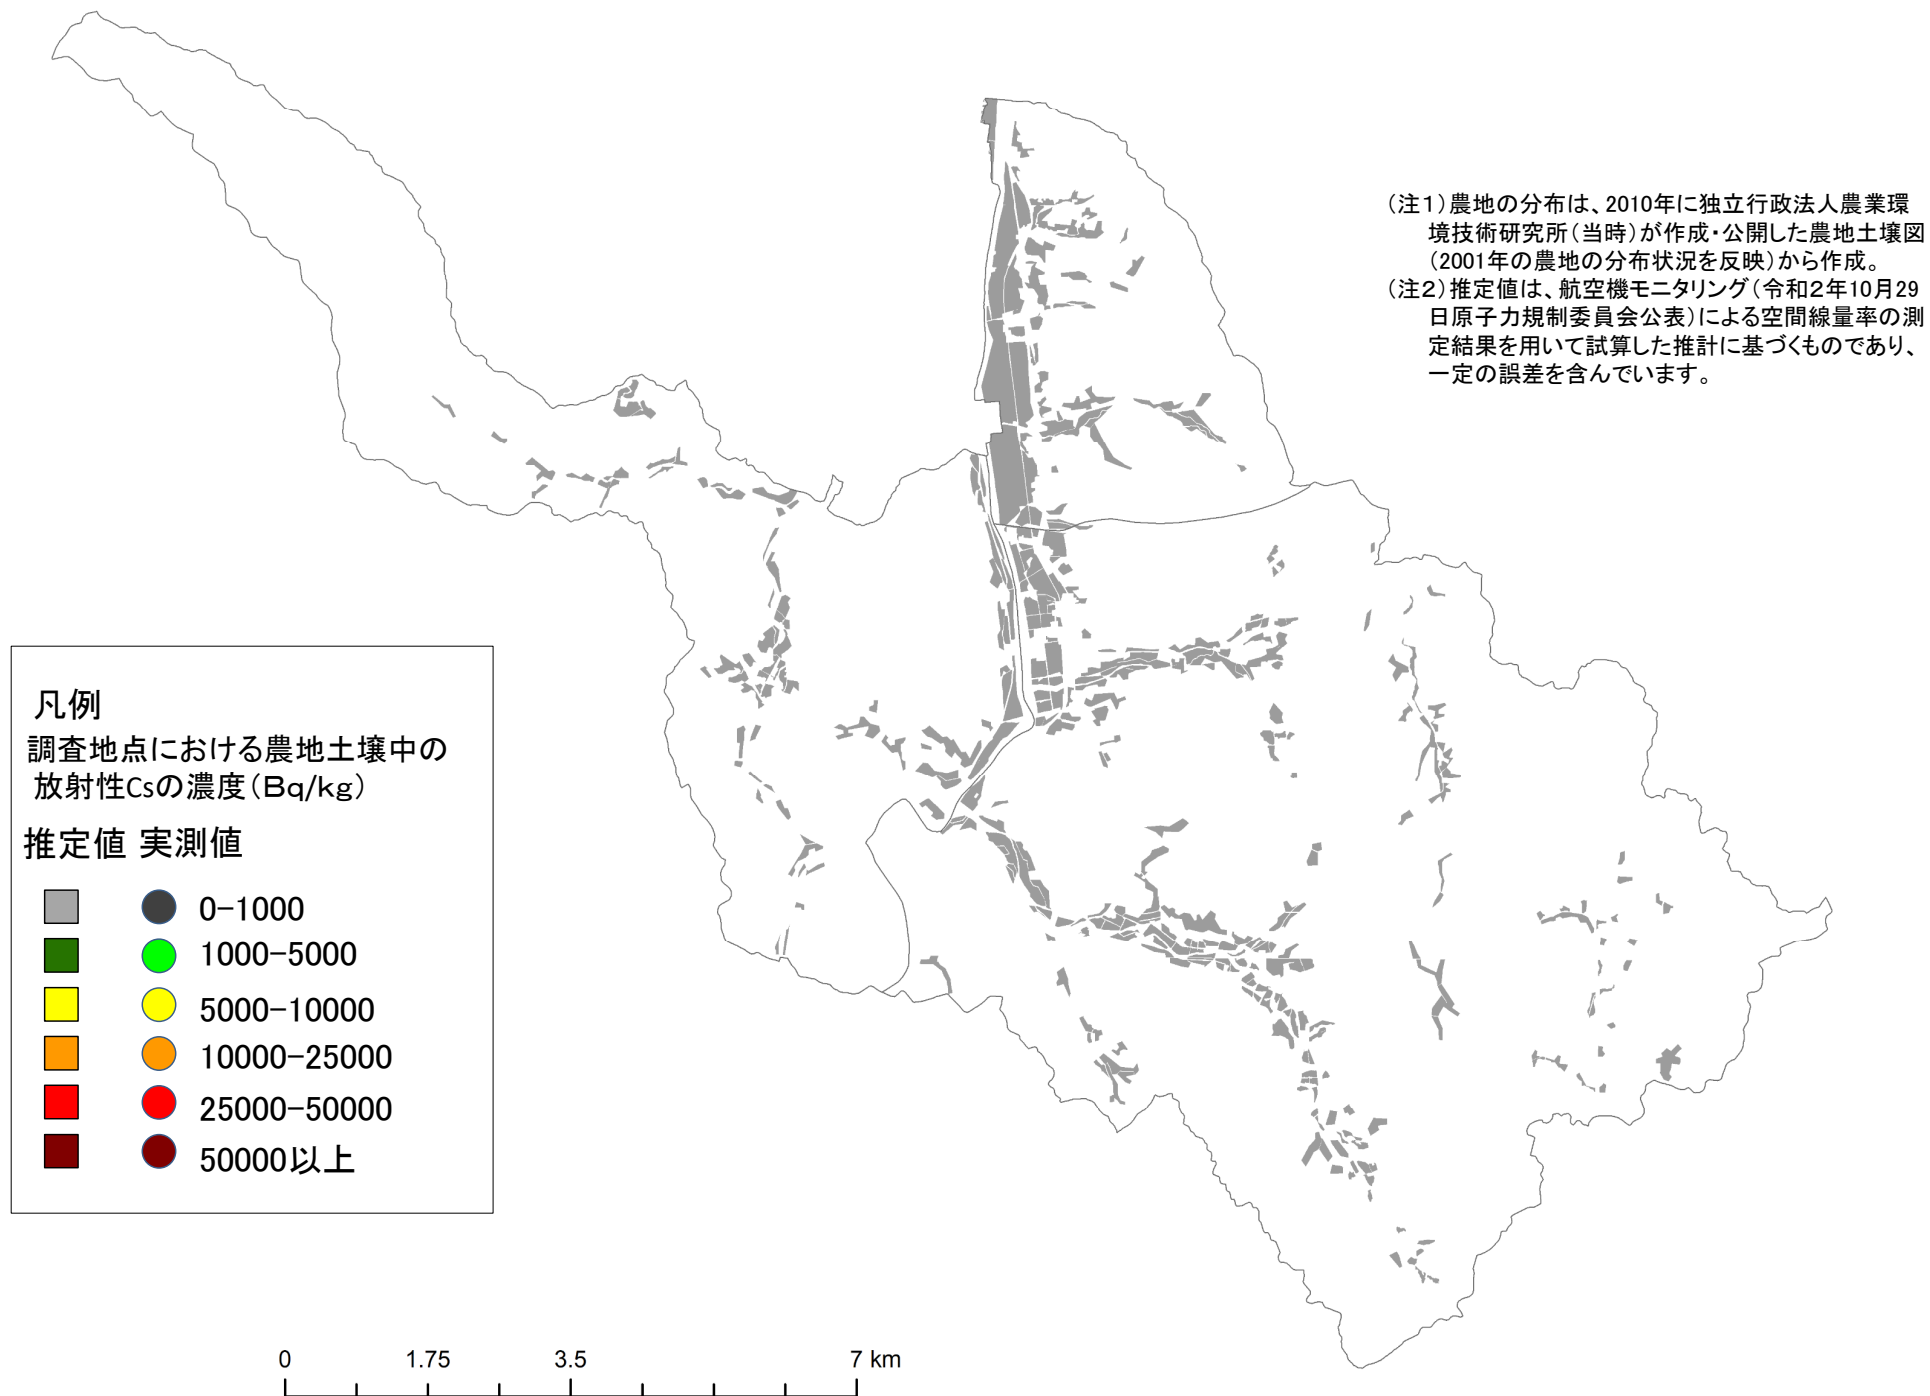 (注1)農地の分布は、2010年に独立行政法人農業環
境技術研究所(当時)が作成・公開した農地土壌図
(2001年の農地の分布状況を反映)から作成。
(注2)推定値は、航空機モニタリング(令和2年10月29
日原子力規制委員会公表)による空間線量率の測
定結果を用いて試算した推計に基づくものであり、
一定の誤差を含んでいます。
凡例
調査地点における農地土壌中の
放射性Csの濃度(Bq/kg)
推定値 実測値
0-1000
1000-5000
5000-10000
10000-25000
25000-50000
50000以上
0 1.75 3.5 7 km